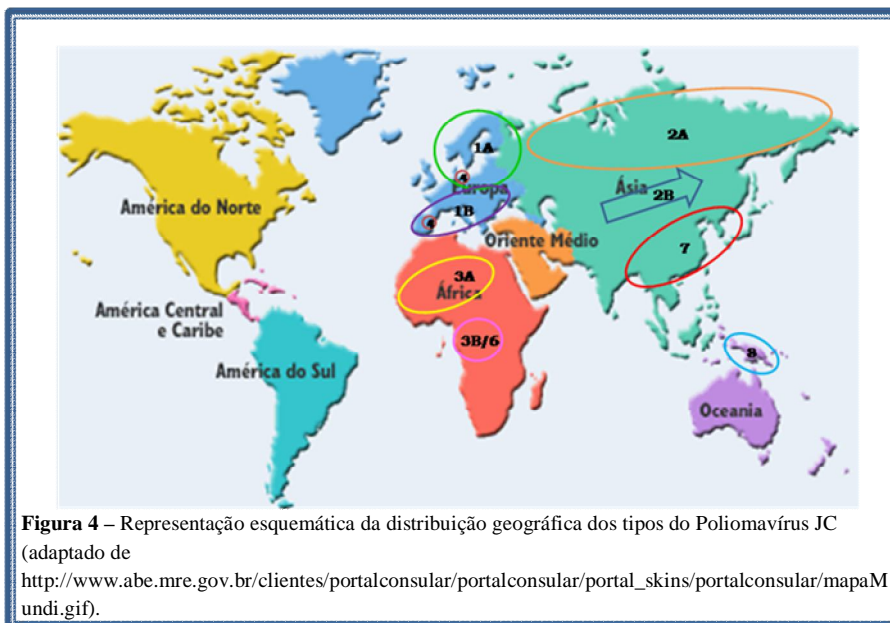 1A
2A
4
Europa
Ásia
2B
América do Norte
1B
4
Oriente Médio
7
3A
África
América Central
e Caribe
3B/6
8
América do Sul
Oceania
Figura 4 – Representação esquemática da distribuição geográfica dos tipos do Poliomavírus JC
(adaptado de
http://www.abe.mre.gov.br/clientes/portalconsular/portalconsular/portal_skins/portalconsular/mapaM
undi.gif).